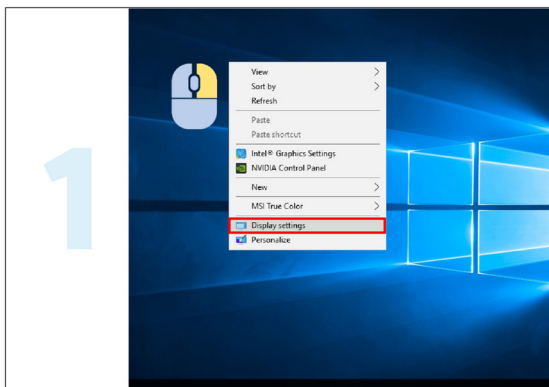 1
View
Sort by
Refresh
Paste
Paste shortcut
Intel® Graphics Settings
NVIDIA Control Panel
New
MSI True Color
Display settings
Personalize